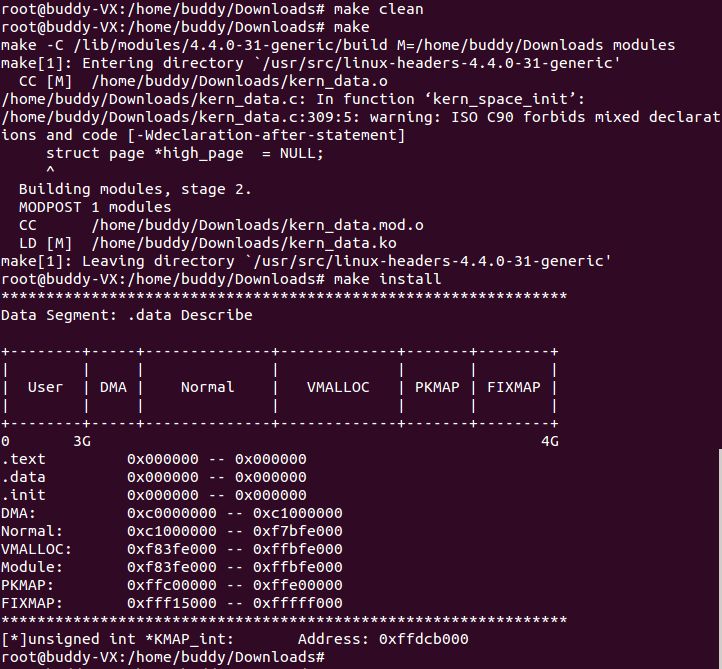 root@buddy-VX:/home/buddy/Downloads# make clean
root@buddy-VX:/home/buddy/Downloads# make
make -C /lib/modules/4.4.0-31-generic/build M=/home/buddy/Downloads modules
make[1]: Entering directory `/usr/src/linux-headers-4.4.0-31-generic'
  CC [M]  /home/buddy/Downloads/kern_data.o
/home/buddy/Downloads/kern_data.c: In function ‘kern_space_init’:
/home/buddy/Downloads/kern_data.c:309:5: warning: ISO C90 forbids mixed declarat
ions and code [-Wdeclaration-after-statement]
     struct page *high_page  = NULL;
     ^
  Building modules, stage 2.
  MODPOST 1 modules
  CC      /home/buddy/Downloads/kern_data.mod.o
  LD [M]  /home/buddy/Downloads/kern_data.ko
make[1]: Leaving directory `/usr/src/linux-headers-4.4.0-31-generic'
root@buddy-VX:/home/buddy/Downloads# make install
***************************************************************
Data Segment: .data Describe

+--------+-----+--------------+-------------+-------+--------+
|        |     |              |             |       |        |
|  User  | DMA |    Normal    |   VMALLOC   | PKMAP | FIXMAP |
|        |     |              |             |       |        |
+--------+-----+--------------+-------------+-------+--------+
0       3G                                                  4G
.text         0x000000 -- 0x000000
.data         0x000000 -- 0x000000
.init         0x000000 -- 0x000000
DMA:          0xc0000000 -- 0xc1000000
Normal:       0xc1000000 -- 0xf7bfe000
VMALLOC:      0xf83fe000 -- 0xffbfe000
Module:       0xf83fe000 -- 0xffbfe000
PKMAP:        0xffc00000 -- 0xffe00000
FIXMAP:       0xfff15000 -- 0xfffff000
***************************************************************
[*]unsigned int *KMAP_int:       Address: 0xffdcb000
root@buddy-VX:/home/buddy/Downloads#